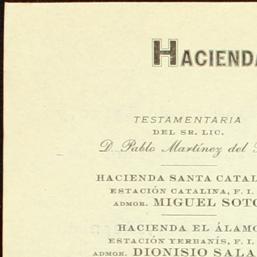 HACIENDA
TESTAMENTARIA
DEL SR. LIC.
D. Pablo Martínez del
HACIENDA SANTA CATAL
ESTACIÓN CATALINA, F. I.
ADMOR. MIGUEL SOTO
HACIENDA EL ÁLAMO
ESTACIÓN YERBANÍS, F. I.
ADMOR. DIONISIO SALA